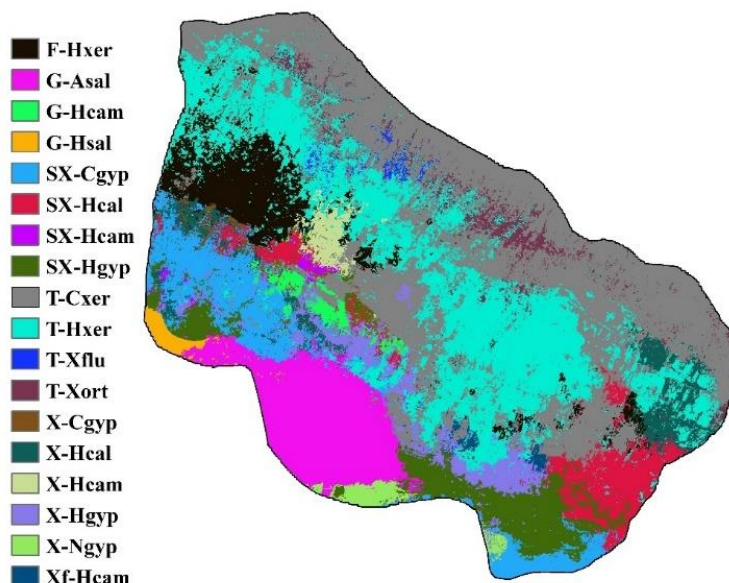 F-Hxer
G-Asal
G-Hcam
G-Hsal
SX-Cgyp
SX-Hcal
SX-Hcam
SX-Hgyp
T-Cxer
T-Hxer
T-Xflu
T-Xort
X-Cgyp
X-Hcal
X-Hcam
X-Hgyp
X-Ngyp
Xf-Hcam